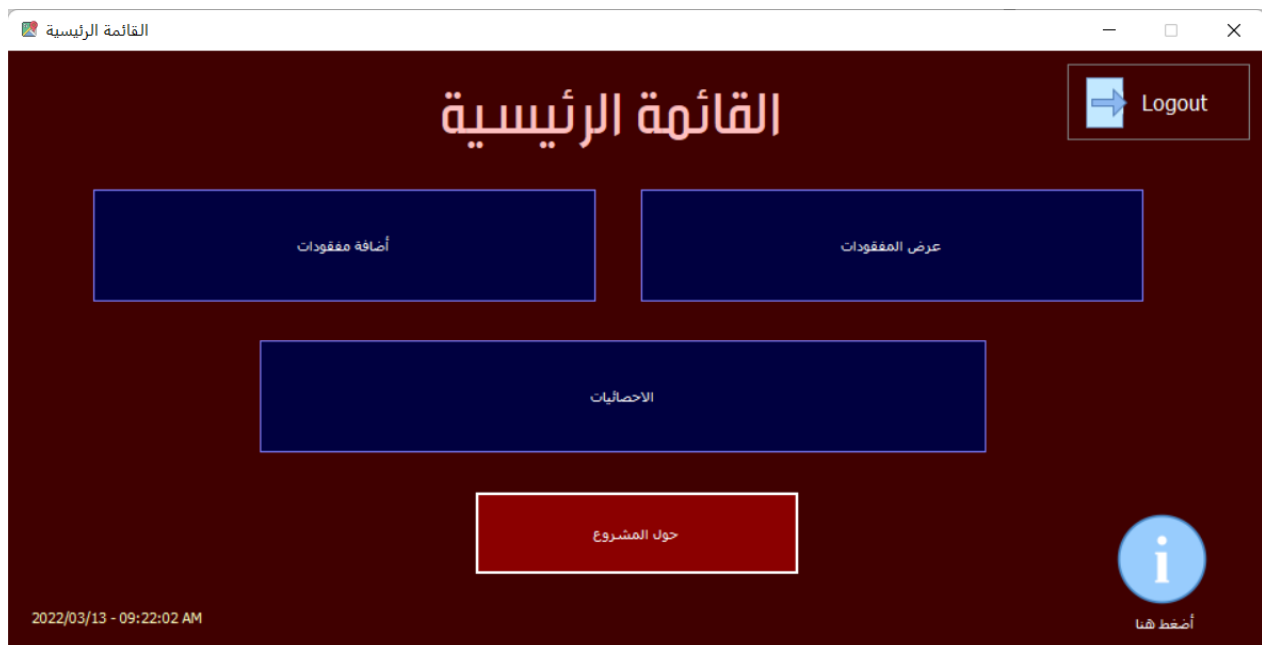 القائمة الرئيسية
القائمة الرئيسية
Logout
عرض المفقودات
أضافة مفقودات
الاحصائيات
حول المشروع
أضغط هنا
2022/03/13 - 09:22:02 AM